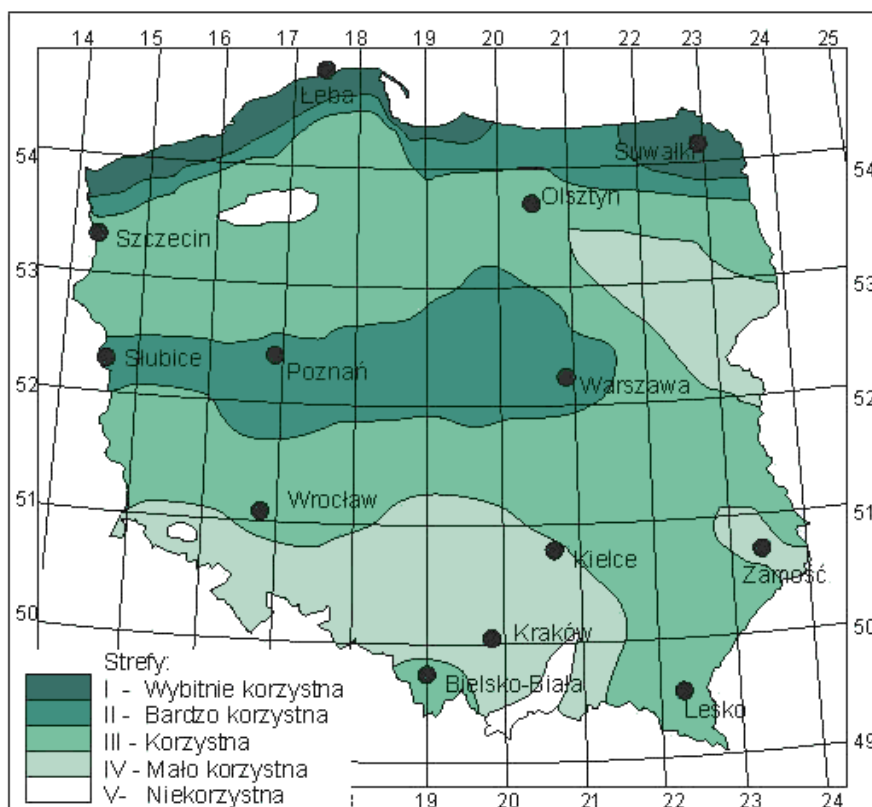 14 15 16 17 18 19 20 21 22 23 24 25
Łeba
54
Suwałki
54
Olsztyn
Szczecin
53
53
Słubice
Poznań
Warszawa
52
52
51
Wrocław
51
Kielce
Zamość
50
Kraków
50
Strefy:
I - Wybitnie korzystna
Bielsko-Biała
II - Bardzo korzystna
Lesko
III - Korzystna
49
IV - Mało korzystna
V- Niekorzystna
19 20 21 22 23 24